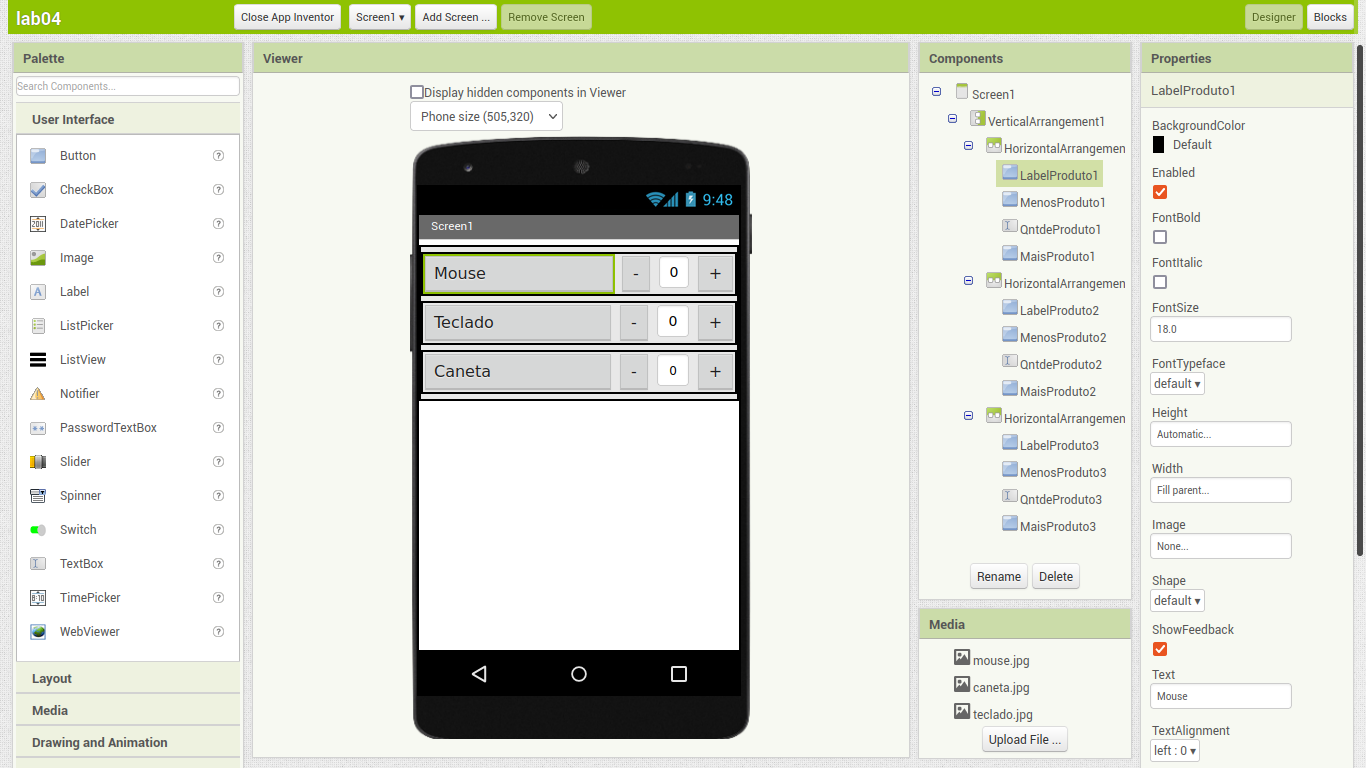 lab04
Close App Inventor
Screen1 ▾
Add Screen ...
Remove Screen
Designer
Blocks
Palette
Search Components...
User Interface
Button
CheckBox
DatePicker
Image
Label
ListPicker
ListView
Notifier
PasswordTextBox
Slider
Spinner
Switch
TextBox
TimePicker
WebViewer
Layout
Media
Drawing and Animation
Viewer
Display hidden components in Viewer
Phone size (505,320)
9:48
Screen1
Mouse - 0 +
Teclado - 0 +
Caneta - 0 +
Components
Screen1
VerticalArrangement1
HorizontalArrangemen
LabelProduto1
MenosProduto1
QntdeProduto1
MaisProduto1
HorizontalArrangemen
LabelProduto2
MenosProduto2
QntdeProduto2
MaisProduto2
HorizontalArrangemen
LabelProduto3
MenosProduto3
QntdeProduto3
MaisProduto3
Rename
Delete
Media
mouse.jpg
caneta.jpg
teclado.jpg
Upload File ...
Properties
LabelProduto1
BackgroundColor
Default
Enabled
FontBold
FontItalic
FontSize
18.0
FontTypeface
default ▾
Height
Automatic...
Width
Fill parent...
Image
None...
Shape
default ▾
ShowFeedback
Text
Mouse
TextAlignment
left : 0 ▾